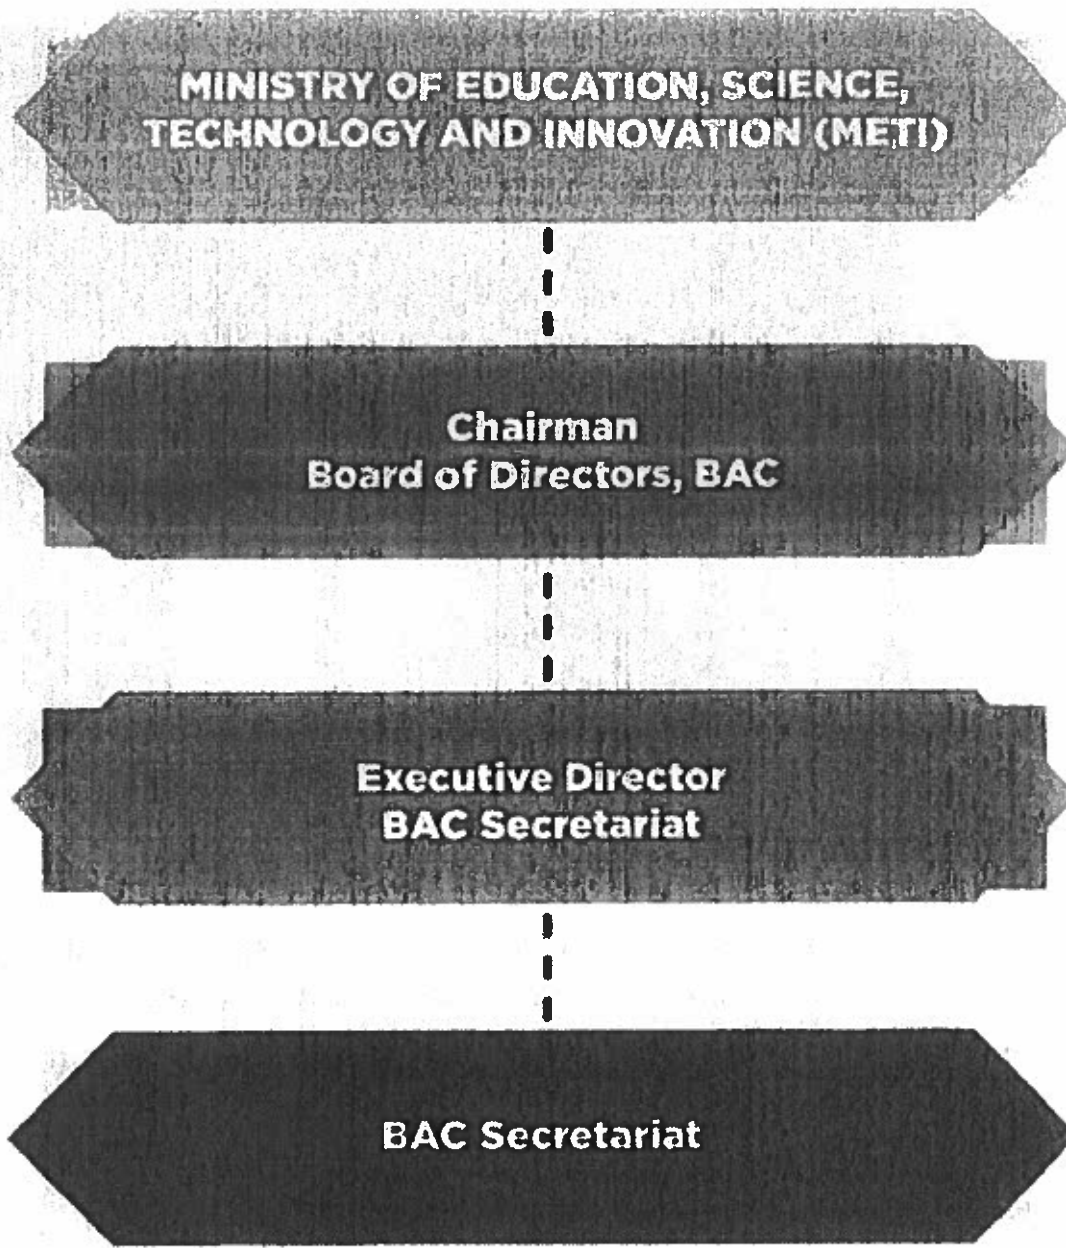 MINISTRY OF EDUCATION, SCIENCE,
TECHNOLOGY AND INNOVATION (METI)
Chairman
Board of Directors, BAC
Executive Director
BAC Secretariat
BAC Secretariat